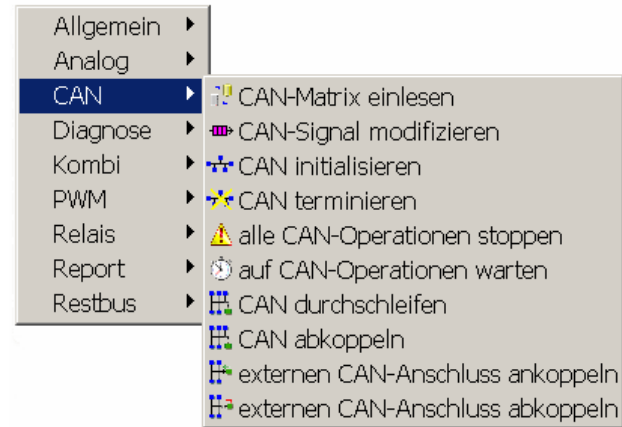 Allgemein
Analog
CAN
Diagnose
Kombi
PWM
Relais
Report
Restbus
CAN-Matrix einlesen
CAN-Signal modifizieren
CAN initialisieren
CAN terminieren
alle CAN-Operationen stoppen
auf CAN-Operationen warten
CAN durchschleifen
CAN abkoppeln
externen CAN-Anschluss ankoppeln
externen CAN-Anschluss abkoppeln